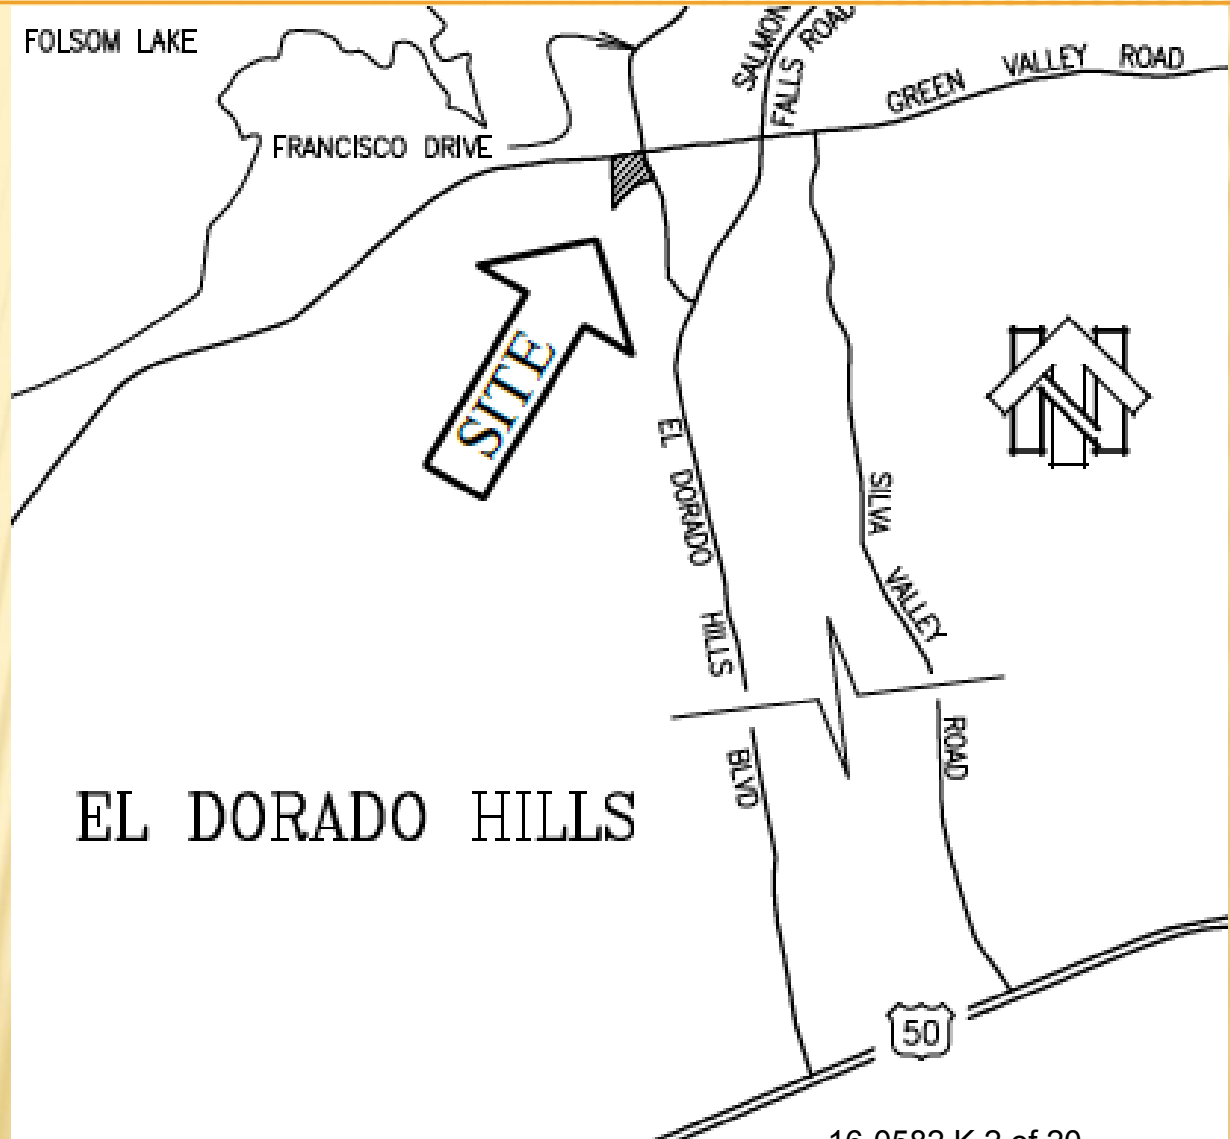 FOLSOM LAKE
SALMON
FALLS ROAD
GREEN VALLEY ROAD
FRANCISCO DRIVE
SITE
N
EL DORADO HILLS BLVD
SILVA VALLEY ROAD
EL DORADO HILLS
50